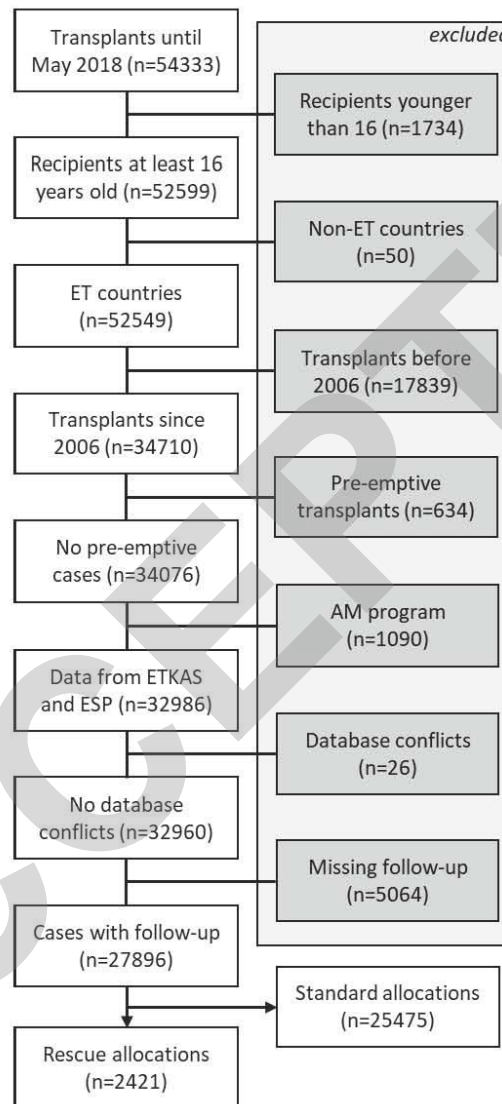 Transplants until
May 2018 (n=54333)
excluded
Recipients younger
than 16 (n=1734)
Recipients at least 16
years old (n=52599)
Non-ET countries
(n=50)
ET countries
(n=52549)
Transplants before
2006 (n=17839)
Transplants since
2006 (n=34710)
Pre-emptive
transplants (n=634)
No pre-emptive
cases (n=34076)
AM program
(n=1090)
Data from ETKAS
and ESP (n=32986)
Database conflicts
(n=26)
No database
conflicts (n=32960)
Missing follow-up
(n=5064)
Cases with follow-up
(n=27896)
Standard allocations
(n=25475)
Rescue allocations
(n=2421)